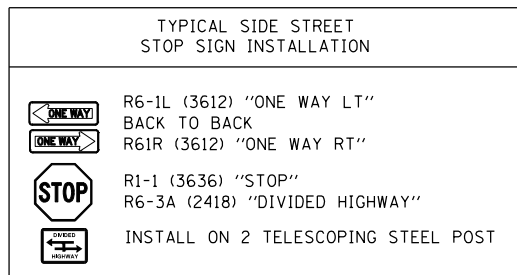 TYPICAL SIDE STREET
STOP SIGN INSTALLATION
ONE WAY
R6-1L (3612) "ONE WAY LT"
BACK TO BACK
ONE WAY
R61R (3612) "ONE WAY RT"
STOP
R1-1 (3636) "STOP"
R6-3A (2418) "DIVIDED HIGHWAY"
DIVIDED
HIGHWAY
INSTALL ON 2 TELESCOPING STEEL POST